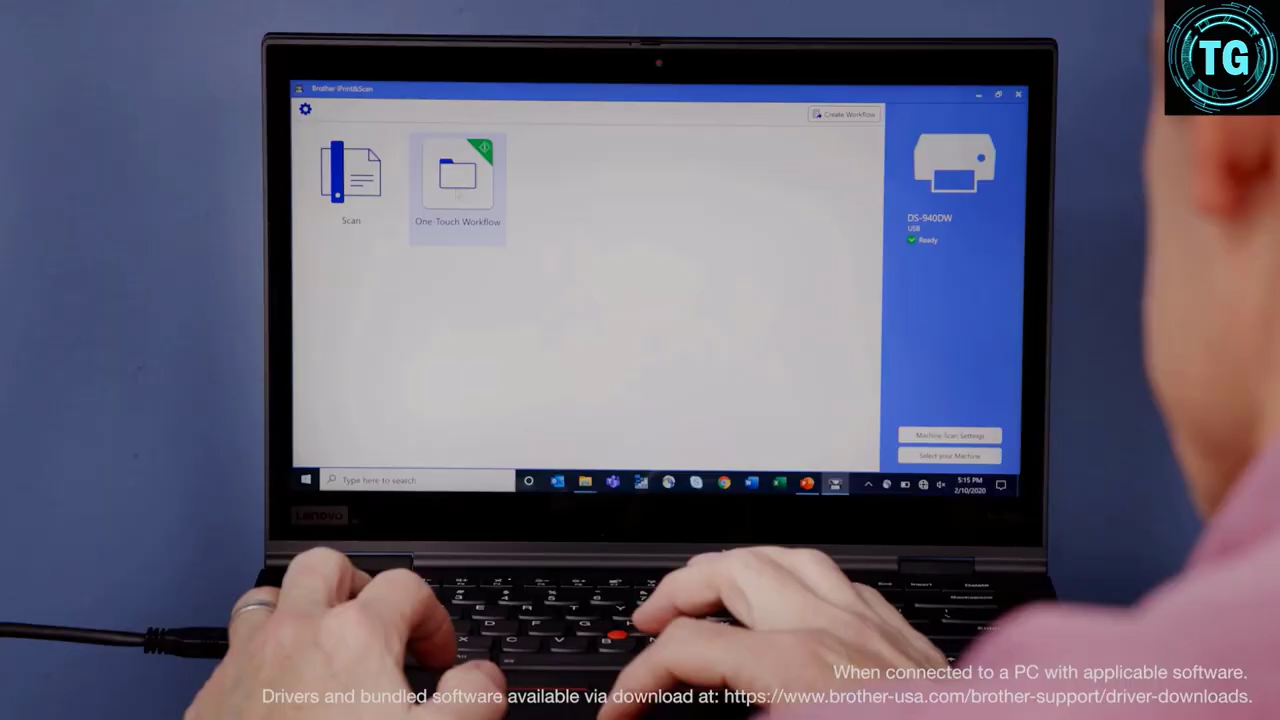 TG
Brother iPrint&Scan
Create Workflow
Scan
One-Touch Workflow
DS-940DW
USB
Ready
Machine Scan Settings
Select your Machine
Type here to search
5:15 PM
2/10/2020
Lenovo
When connected to a PC with applicable software.
Drivers and bundled software available via download at: https://www.brother-usa.com/brother-support/driver-downloads.